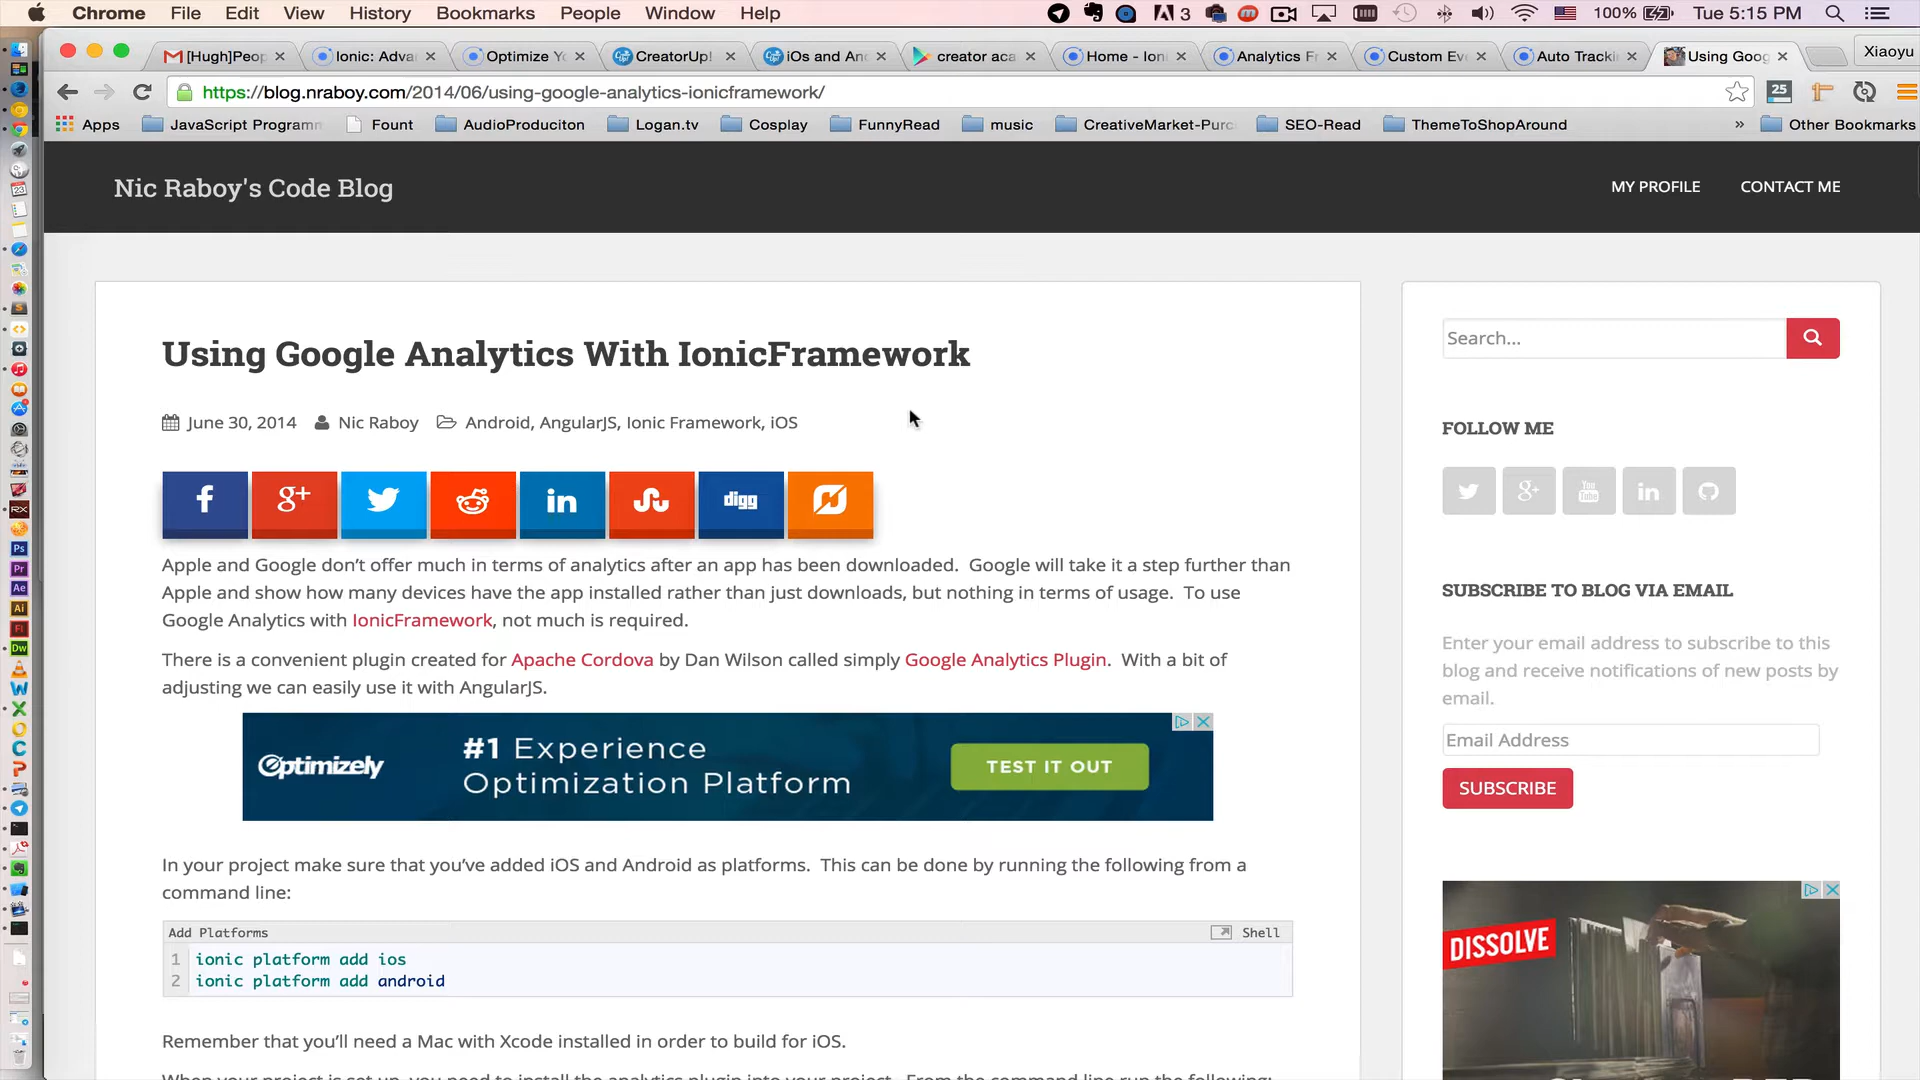 Chrome File Edit View History Bookmarks People Window Help 3 100% Tue 5:15 PM
[Hugh]Peop Ionic: Adva Optimize Yo CreatorUp! iOs and An creator aca Home - Ion Analytics Fr Custom Eve Auto Tracki Using Goog Xiaoyu
https://blog.nraboy.com/2014/06/using-google-analytics-ionicframework/ 25
Apps JavaScript Programm Fount AudioProduciton Logan.tv Cosplay FunnyRead music CreativeMarket-Purc SEO-Read ThemeToShopAround » Other Bookmarks
Nic Raboy's Code Blog
MY PROFILE CONTACT ME
Using Google Analytics With IonicFramework
June 30, 2014 Nic Raboy Android, AngularJS, Ionic Framework, iOS
f g+ in digg
Apple and Google don’t offer much in terms of analytics after an app has been downloaded. Google will take it a step further than
Apple and show how many devices have the app installed rather than just downloads, but nothing in terms of usage. To use
Google Analytics with IonicFramework, not much is required.
There is a convenient plugin created for Apache Cordova by Dan Wilson called simply Google Analytics Plugin. With a bit of
adjusting we can easily use it with AngularJS.
Optimizely
#1 Experience
Optimization Platform
TEST IT OUT
In your project make sure that you’ve added iOS and Android as platforms. This can be done by running the following from a
command line:
Add Platforms Shell
1 ionic platform add ios
2 ionic platform add android
Remember that you’ll need a Mac with Xcode installed in order to build for iOS.
When your project is set up, you need to install the analytics plugin into your project. From the command line run the following:
Search...
FOLLOW ME
g+ You Tube in
SUBSCRIBE TO BLOG VIA EMAIL
Enter your email address to subscribe to this
blog and receive notifications of new posts by
email.
Email Address
SUBSCRIBE
DISSOLVE
RX
Ps
Pr
Ae
Ai
Fl
Dw